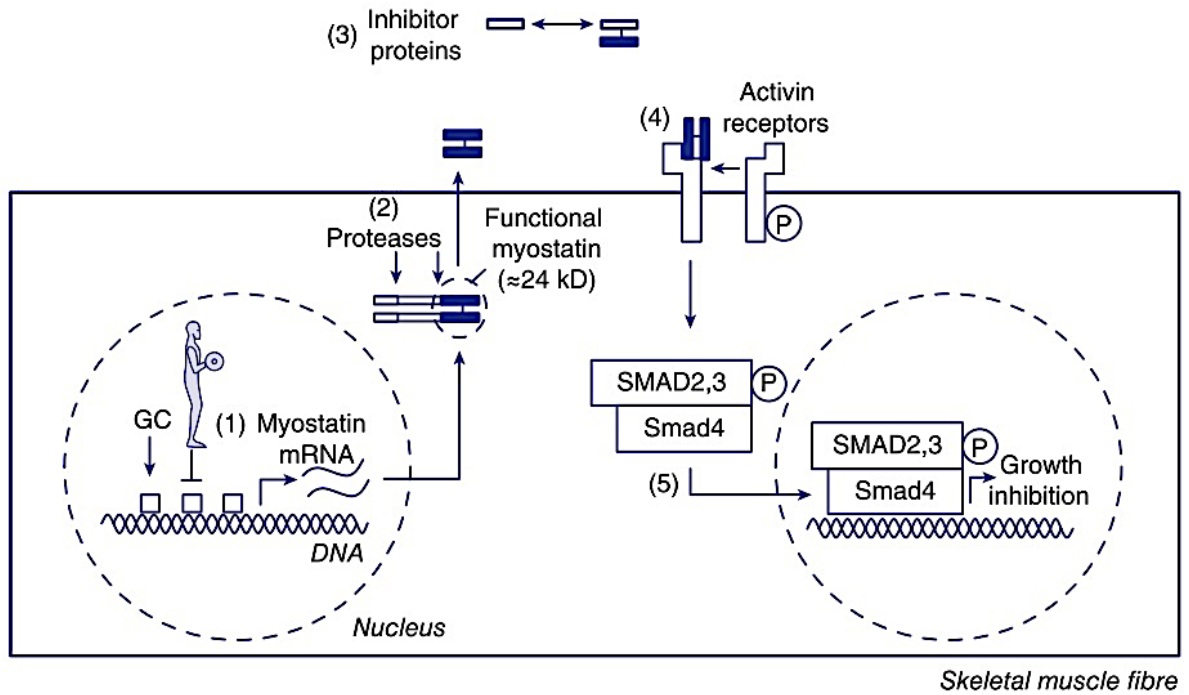 (3) Inhibitor
proteins
(4) Activin
receptors
(2)
Proteases
Functional
myostatin
(≈24 kD)
P
GC
(1) Myostatin
mRNA
DNA
Nucleus
SMAD2,3 P
Smad4
(5)
SMAD2,3 P
Smad4
Growth
inhibition
Skeletal muscle fibre